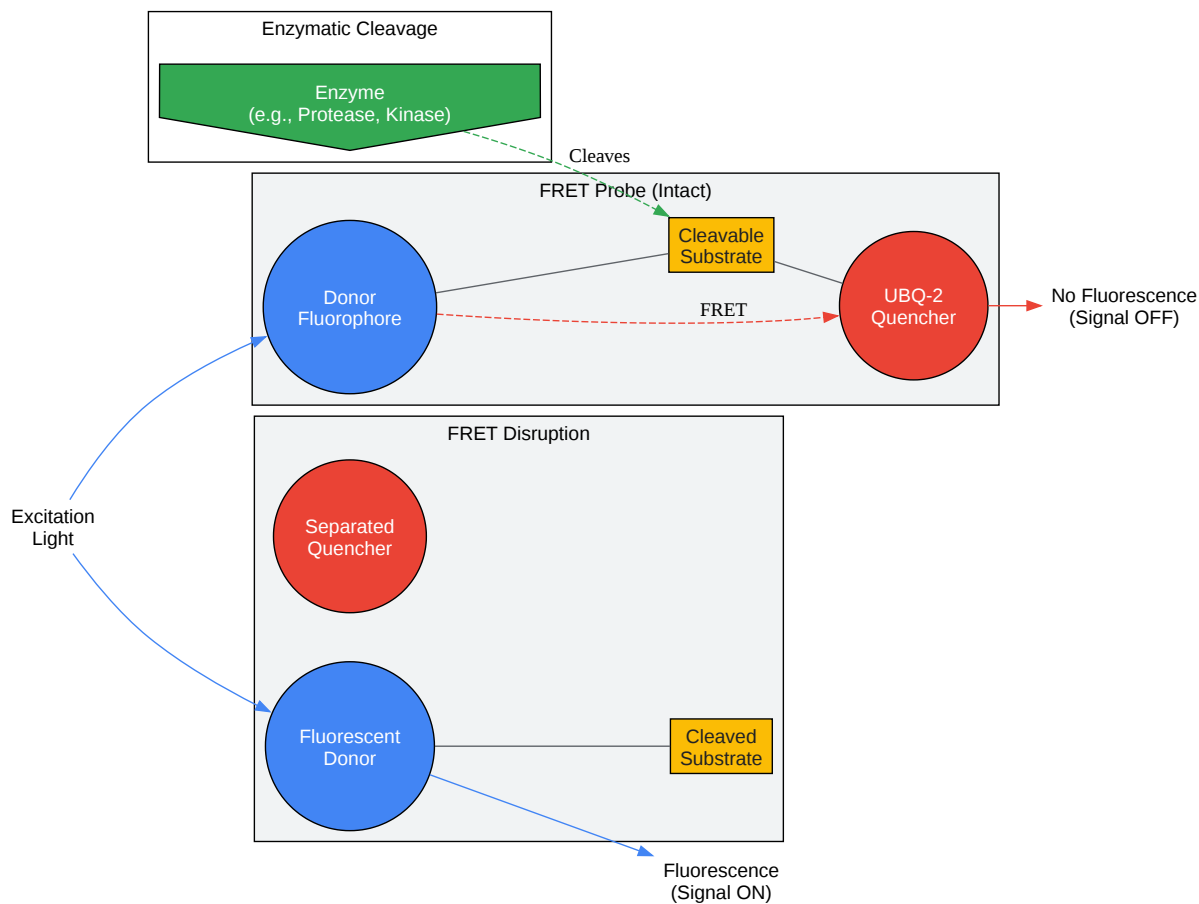 Enzymatic Cleavage
Enzyme
(e.g., Protease, Kinase)
Cleaves
FRET Probe (Intact)
Cleavable
Substrate
Donor
Fluorophore
FRET
UBQ-2
Quencher
No Fluorescence
(Signal OFF)
FRET Disruption
Separated
Quencher
Excitation
Light
Fluorescent
Donor
Cleaved
Substrate
Fluorescence
(Signal ON)